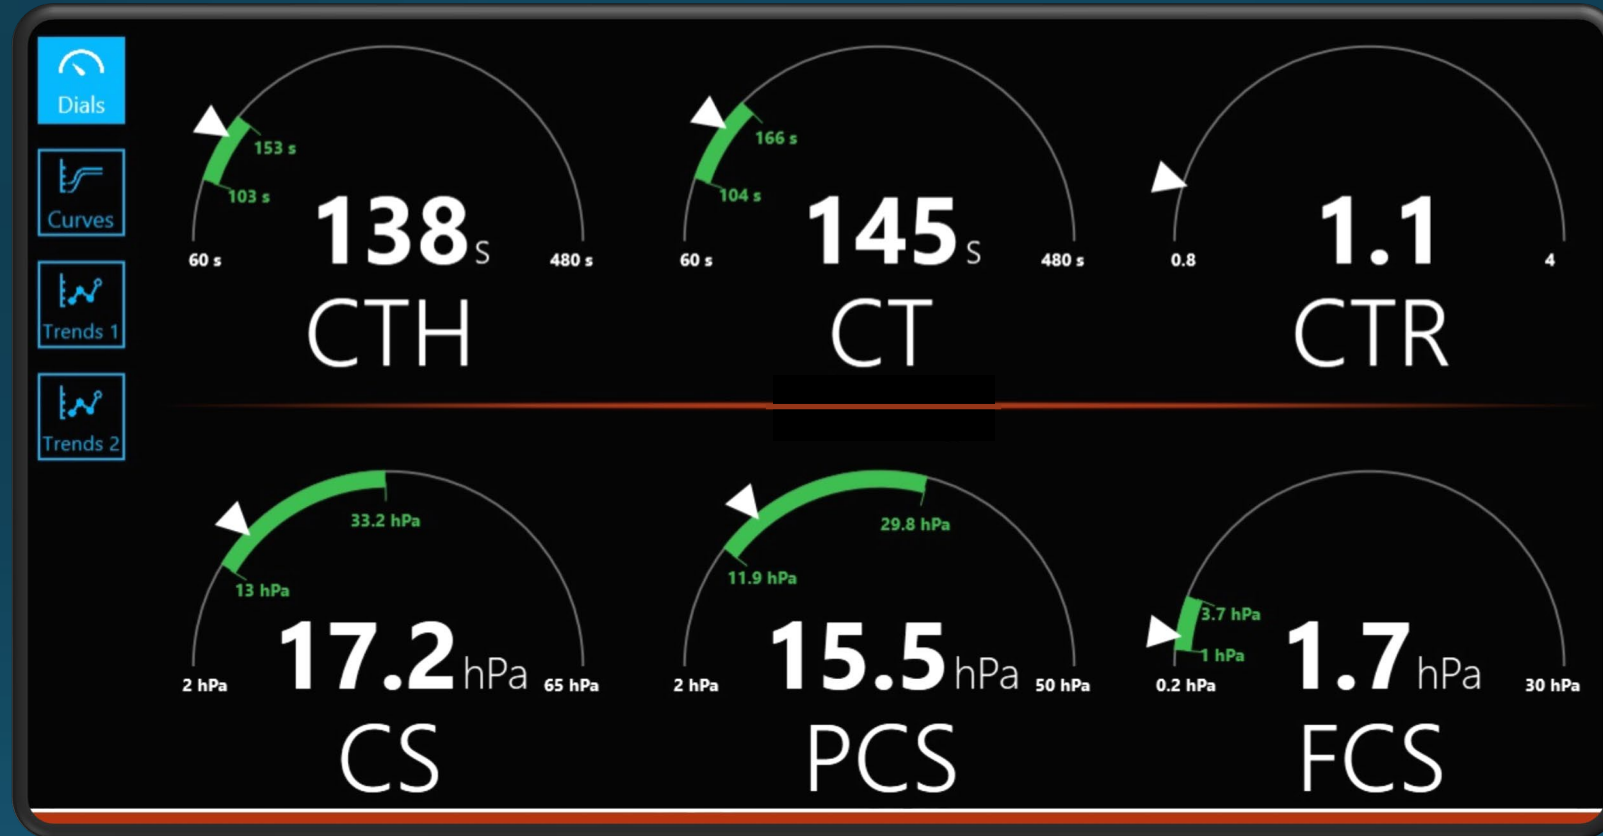 Dials
Curves
Trends 1
Trends 2
153 s
103 s
138 s
60 s
480 s
CTH
166 s
104 s
145 s
60 s
480 s
CT
1.1
0.8
4
CTR
33.2 hPa
13 hPa
17.2 hPa
2 hPa
65 hPa
CS
29.8 hPa
11.9 hPa
15.5 hPa
2 hPa
50 hPa
PCS
3.7 hPa
1 hPa
1.7 hPa
0.2 hPa
30 hPa
FCS